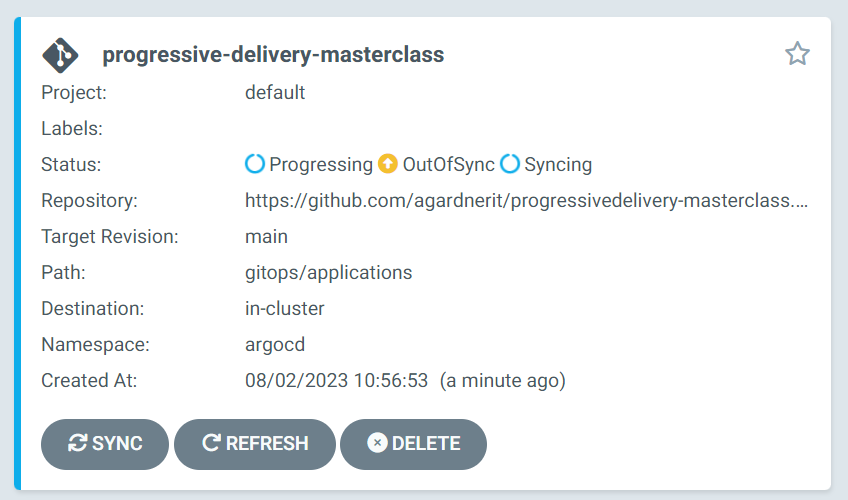 progressive-delivery-masterclass
Project: default
Labels:
Status: Progressing OutOfSync Syncing
Repository: https://github.com/agardnerit/progressivedelivery-masterclass....
Target Revision: main
Path: gitops/applications
Destination: in-cluster
Namespace: argocd
Created At: 08/02/2023 10:56:53 (a minute ago)
SYNC REFRESH DELETE